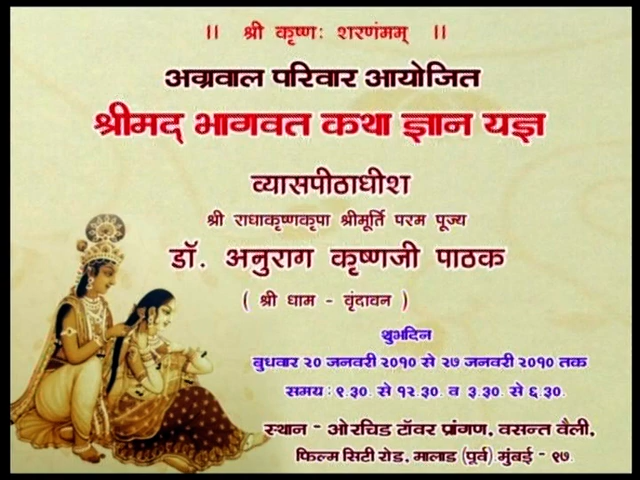 ॥ श्री कृष्णः शरणंमम् ॥
अग्रवाल परिवार आयोजित
श्रीमद् भागवत कथा ज्ञान यज्ञ
व्यासपीठाधीश
श्री राधाकृष्णकृपा श्रीमूर्ति परम पूज्य
डॉ. अनुराग कृष्णजी पाठक
( श्री धाम - वृंदावन )
शुभदिन
बुधवार २० जनवरी २०१० से २७ जनवरी २०१० तक
समय : ९.३०. से १२.३०. व ३.३०. से ६.३०.
स्थान - ओरचिड टॉवर प्रांगण, वसन्त वैली,
फिल्म सिटी रोड, मालाड (पूर्व) मुंबई - ९७.